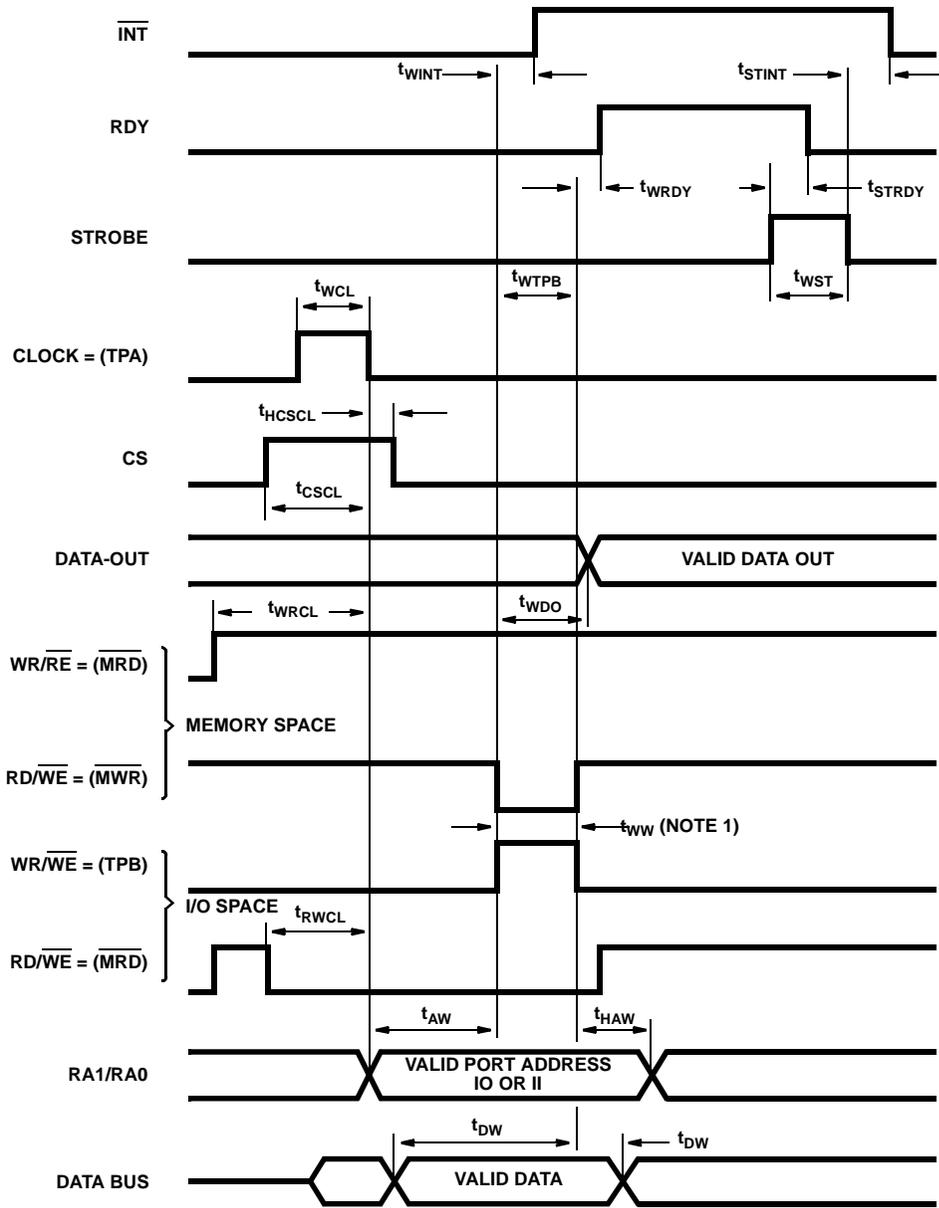 INT
tWINT
tSTINT
RDY
tWRDY
tSTRDY
STROBE
tWTPB
tWST
tWCL
CLOCK = (TPA)
tHCSCL
CS
tCSCL
DATA-OUT
VALID DATA OUT
tWRCL
tWDO
WR/RE = (MRD)
MEMORY SPACE
RD/WE = (MWR)
tWW (NOTE 1)
WR/WE = (TPB)
I/O SPACE
tRWCL
RD/WE = (MRD)
tAW
tHAW
RA1/RA0
VALID PORT ADDRESS
IO OR II
tDW
tDW
DATA BUS
VALID DATA